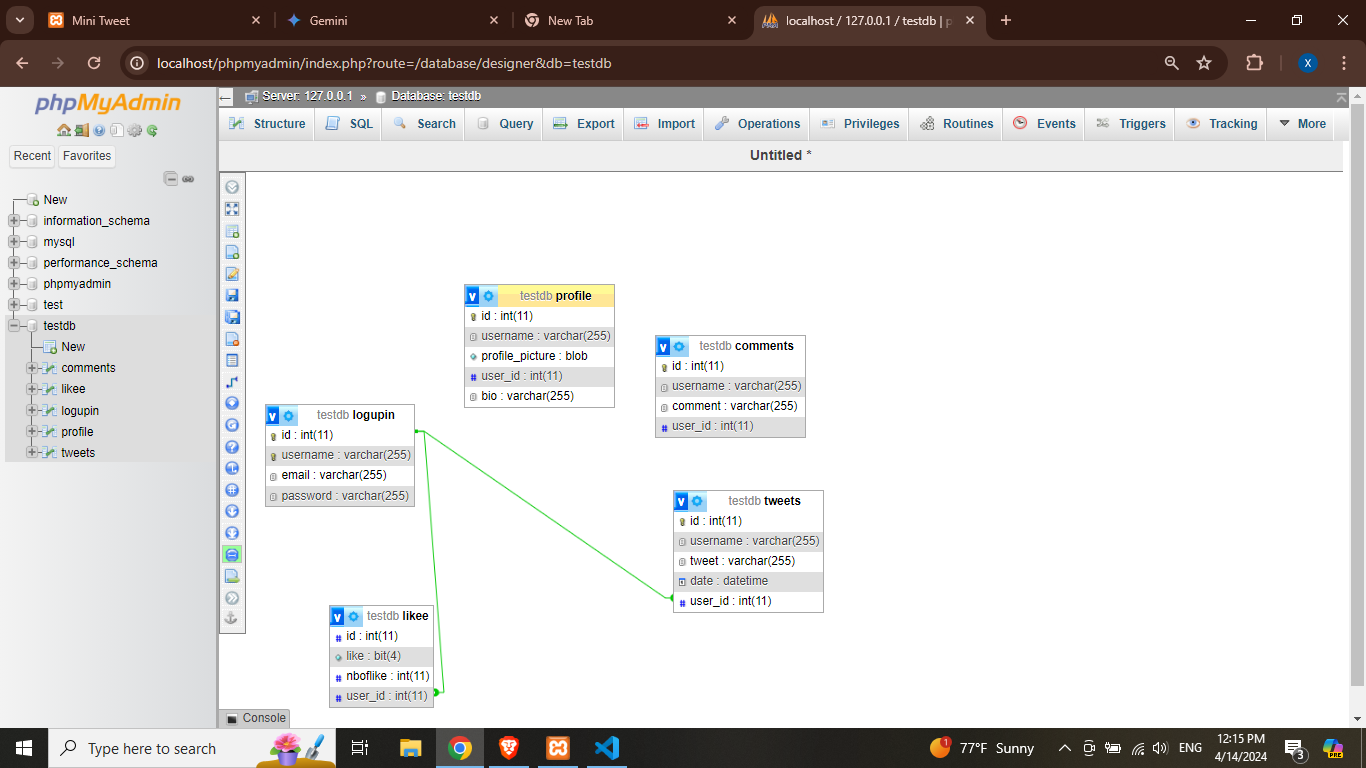 Mini Tweet
Gemini
New Tab
localhost / 127.0.0.1 / testdb | p
localhost/phpmyadmin/index.php?route=/database/designer&db=testdb
X
phpMyAdmin
Recent
Favorites
New
information_schema
mysql
performance_schema
phpmyadmin
test
testdb
New
comments
likee
logupin
profile
tweets
Server: 127.0.0.1 » Database: testdb
Structure
SQL
Search
Query
Export
Import
Operations
Privileges
Routines
Events
Triggers
Tracking
More
Untitled *
v testdb profile
id : int(11)
username : varchar(255)
profile_picture : blob
user_id : int(11)
bio : varchar(255)
v testdb comments
id : int(11)
username : varchar(255)
comment : varchar(255)
user_id : int(11)
v testdb logupin
id : int(11)
username : varchar(255)
email : varchar(255)
password : varchar(255)
v testdb tweets
id : int(11)
username : varchar(255)
tweet : varchar(255)
date : datetime
user_id : int(11)
v testdb likee
id : int(11)
like : bit(4)
nboflike : int(11)
user_id : int(11)
Console
Type here to search
1
77°F Sunny
ENG
12:15 PM
4/14/2024
3
PRE